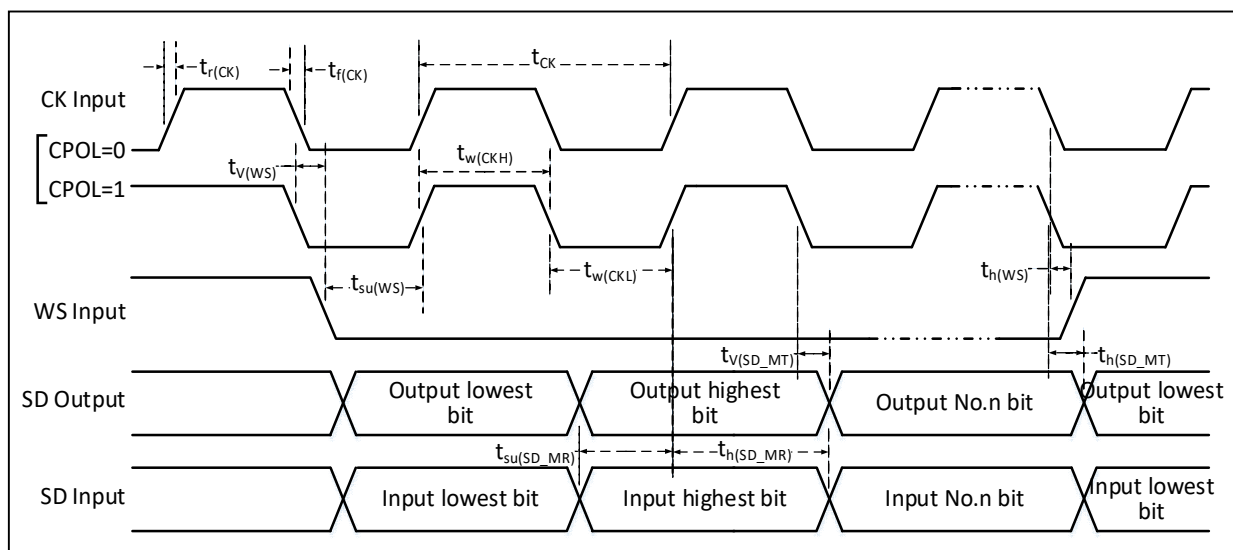 t_r(CK)
t_f(CK)
t_CK
CK Input
CPOL=0
t_V(WS)
t_w(CKH)
CPOL=1
t_w(CKL)
t_h(WS)
t_su(WS)
WS Input
t_V(SD_MT)
t_h(SD_MT)
SD Output
Output lowest
bit
Output highest
bit
Output No.n bit
Output lowest
bit
t_su(SD_MR)
t_h(SD_MR)
SD Input
Input lowest bit
Input highest bit
Input No.n bit
Input lowest
bit